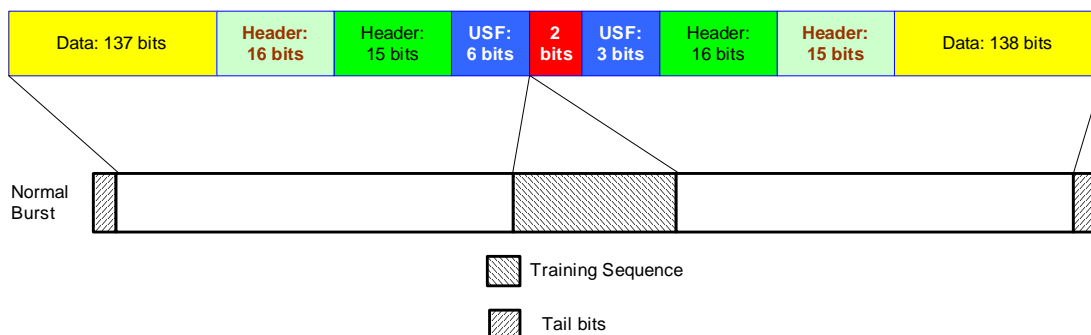 Data: 137 bits
Header:
16 bits
Header:
15 bits
USF:
6 bits
2
bits
USF:
3 bits
Header:
16 bits
Header:
15 bits
Data: 138 bits
Normal
Burst
Training Sequence
Tail bits